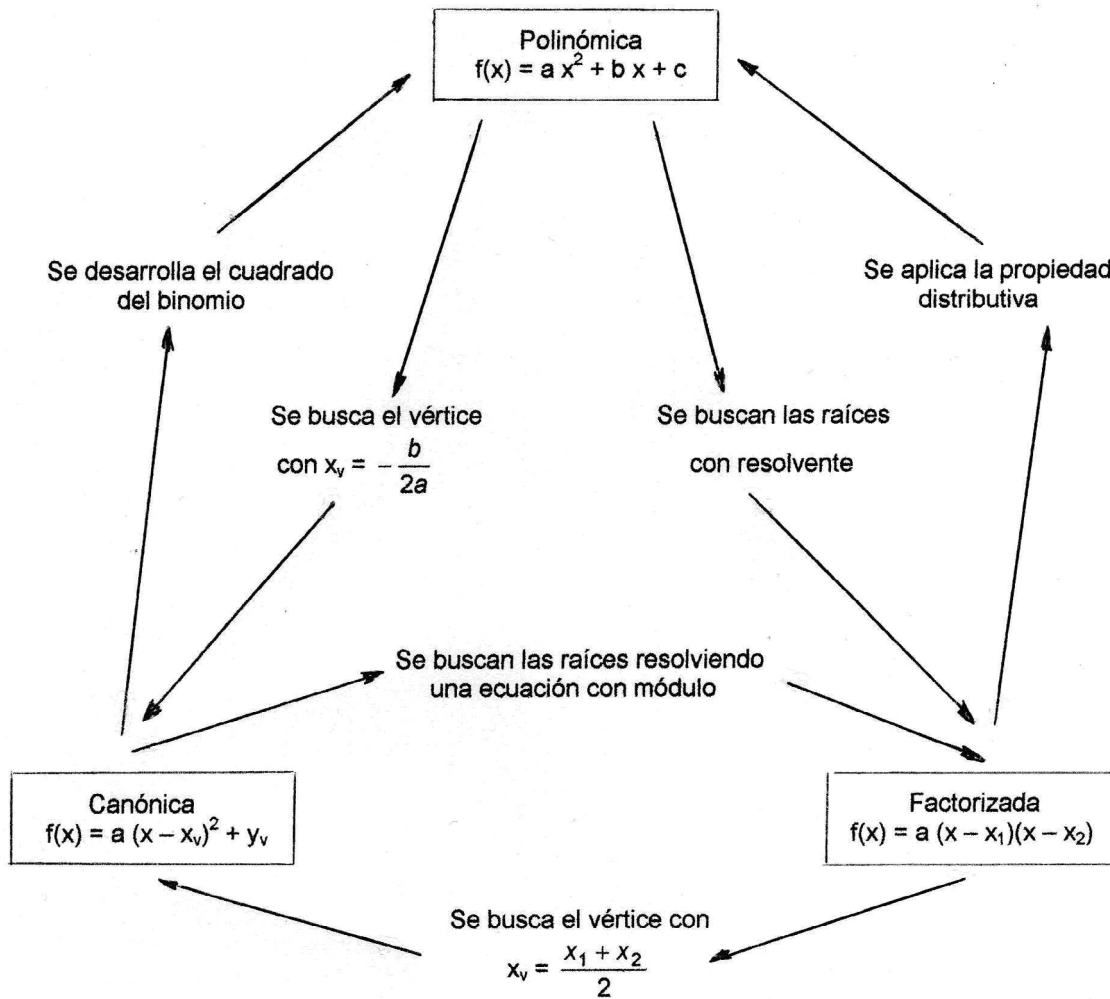 Polinómica
f(x) = a x² + b x + c
Se desarrolla el cuadrado
del binomio
Se aplica la propiedad
distributiva
Se busca el vértice
con xᵥ = − b/2a
Se buscan las raíces
con resolvente
Se buscan las raíces resolviendo
una ecuación con módulo
Canónica
f(x) = a (x – xᵥ)² + yᵥ
Factorizada
f(x) = a (x – x₁)(x – x₂)
Se busca el vértice con
xᵥ = (x₁ + x₂)/2